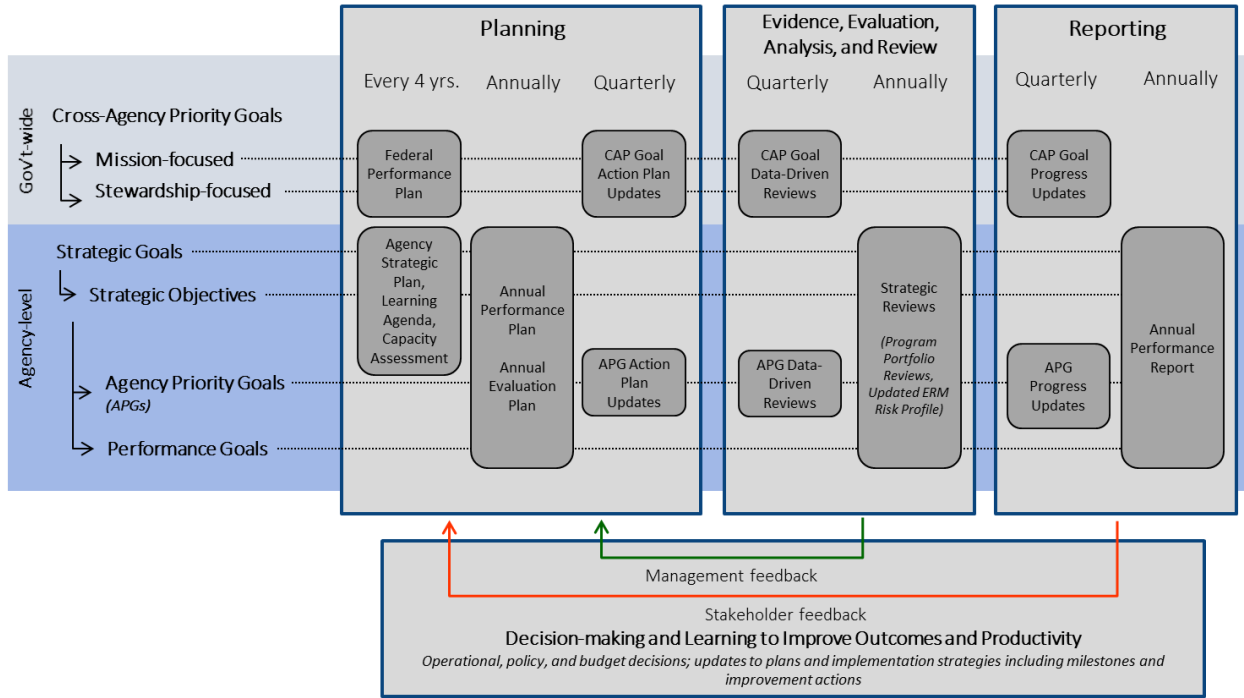 Planning
Evidence, Evaluation,
Analysis, and Review
Reporting
Every 4 yrs.
Annually
Quarterly
Quarterly
Annually
Quarterly
Annually
Gov't-wide
Cross-Agency Priority Goals
Mission-focused
Stewardship-focused
Federal
Performance
Plan
CAP Goal
Action Plan
Updates
CAP Goal
Data-Driven
Reviews
CAP Goal
Progress
Updates
Agency-level
Strategic Goals
Strategic Objectives
Agency Priority Goals
(APGs)
Performance Goals
Agency
Strategic
Plan,
Learning
Agenda,
Capacity
Assessment
Annual
Performance
Plan
Annual
Evaluation
Plan
APG Action
Plan
Updates
APG Data-
Driven
Reviews
Strategic
Reviews
(Program
Portfolio
Reviews,
Updated ERM
Risk Profile)
APG
Progress
Updates
Annual
Performance
Report
Management feedback
Stakeholder feedback
Decision-making and Learning to Improve Outcomes and Productivity
Operational, policy, and budget decisions; updates to plans and implementation strategies including milestones and
improvement actions